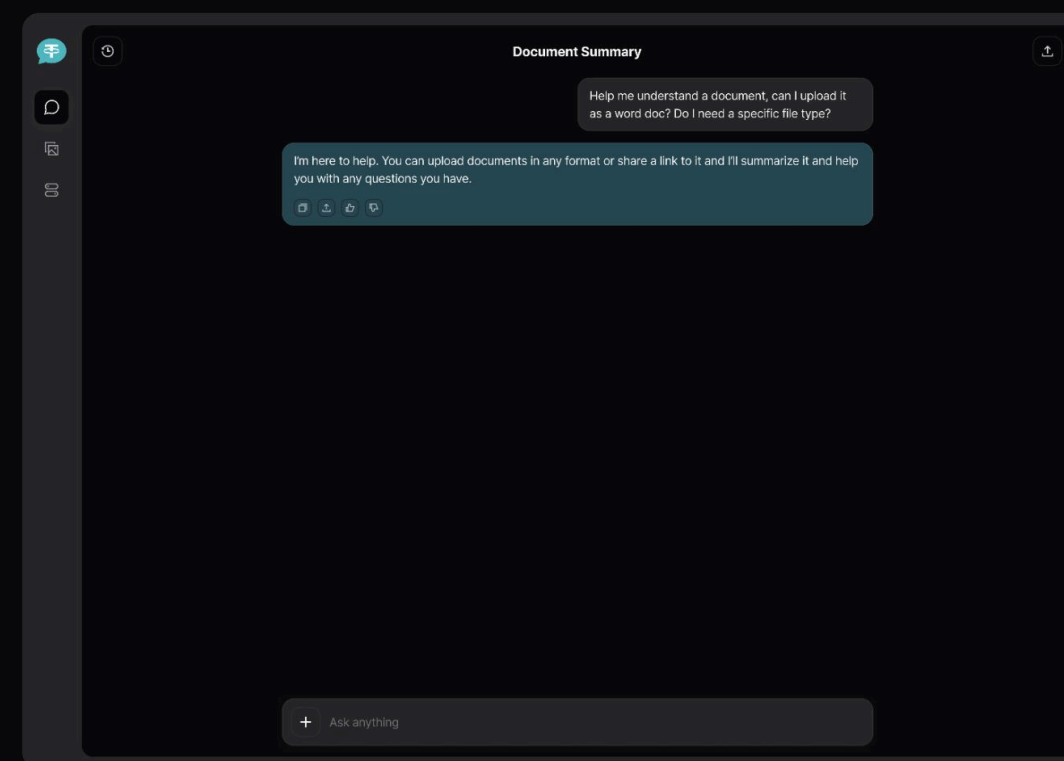 Document Summary
Help me understand a document, can I upload it
as a word doc? Do I need a specific file type?
I'm here to help. You can upload documents in any format or share a link to it and I'll summarize it and help
you with any questions you have.
Ask anything